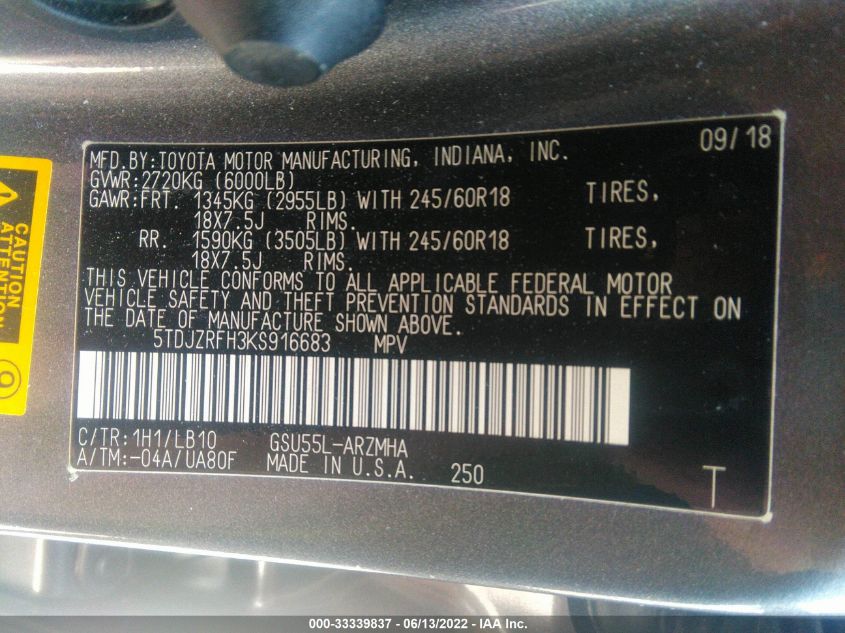 MFD.BY:TOYOTA MOTOR MANUFACTURING, INDIANA, INC. 09/18
GVWR:2720KG (6000LB)
GAWR:FRT. 1345KG (2955LB) WITH 245/60R18 TIRES,
18X7.5J RIMS.
RR. 1590KG (3505LB) WITH 245/60R18 TIRES,
18X7.5J RIMS.
THIS VEHICLE CONFORMS TO ALL APPLICABLE FEDERAL MOTOR
VEHICLE SAFETY AND THEFT PREVENTION STANDARDS IN EFFECT ON
THE DATE OF MANUFACTURE SHOWN ABOVE.
5TDJZRFH3KS916683 MPV
C/TR:1H1/LB10 GSU55L-ARZMHA
A/TM:-04A/UA80F MADE IN U.S.A. 250 T
CAUTION
ATTENTION
000-33339837 - 06/13/2022 - IAA Inc.